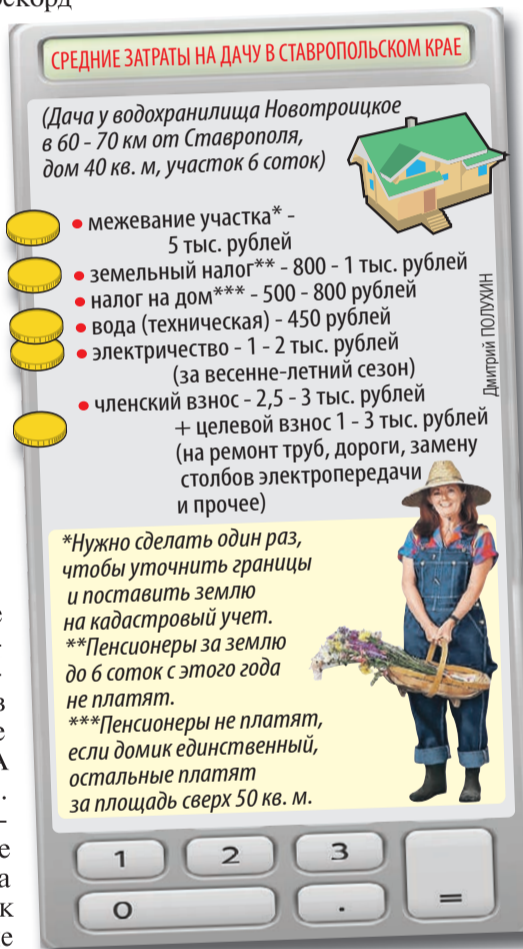 рекорд
СРЕДНИЕ ЗАТРАТЫ НА ДАЧУ В СТАВРОПОЛЬСКОМ КРАЕ
(Дача у водохранилища Новотроицкое
в 60 - 70 км от Ставрополя,
дом 40 кв. м, участок 6 соток)
• межевание участка* -
5 тыс. рублей
• земельный налог** - 800 - 1 тыс. рублей
• налог на дом*** - 500 - 800 рублей
• вода (техническая) - 450 рублей
• электричество - 1 - 2 тыс. рублей
(за весенне-летний сезон)
• членский взнос - 2,5 - 3 тыс. рублей
+ целевой взнос 1 - 3 тыс. рублей
(на ремонт труб, дороги, замену
столбов электропередачи
и прочее)
Дмитрий ПОЛУХИН
*Нужно сделать один раз,
чтобы уточнить границы
и поставить землю
на кадастровый учет.
**Пенсионеры за землю
до 6 соток с этого года
не платят.
***Пенсионеры не платят,
если домик единственный,
остальные платят
за площадь сверх 50 кв. м.
1 2 3
0 . =